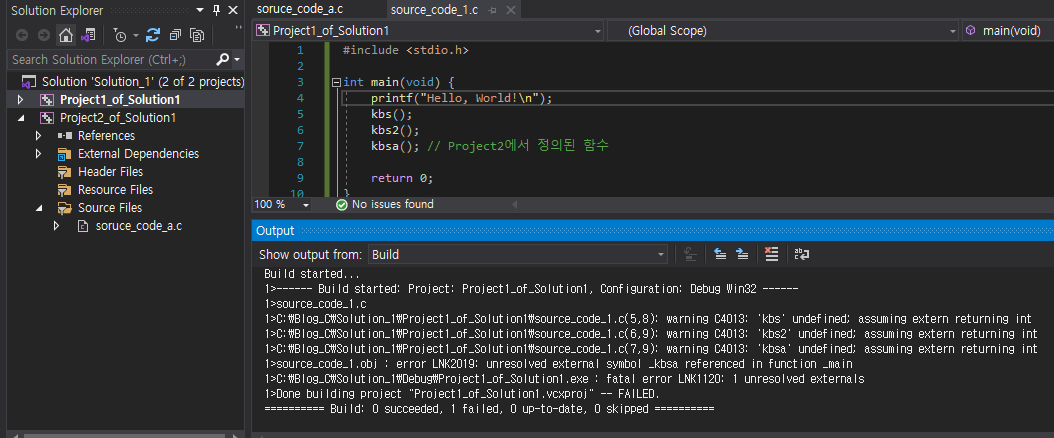 Solution Explorer
Search Solution Explorer (Ctrl+;)
Solution 'Solution_1' (2 of 2 projects)
Project1_of_Solution1
Project2_of_Solution1
References
External Dependencies
Header Files
Resource Files
Source Files
soruce_code_a.c
soruce_code_a.c
source_code_1.c
Project1_of_Solution1
(Global Scope)
main(void)
1 #include <stdio.h>
2
3 int main(void) {
4 printf("Hello, World!\n");
5 kbs();
6 kbs2();
7 kbsa(); // Project2에서 정의된 함수
8
9 return 0;
10 }
100 %
No issues found
Output
Show output from: Build
Build started...
1>------ Build started: Project: Project1_of_Solution1, Configuration: Debug Win32 ------
1>source_code_1.c
1>C:₩Blog_C₩Solution_1₩Project1_of_Solution1₩source_code_1.c(5,8): warning C4013: 'kbs' undefined; assuming extern returning int
1>C:₩Blog_C₩Solution_1₩Project1_of_Solution1₩source_code_1.c(6,9): warning C4013: 'kbs2' undefined; assuming extern returning int
1>C:₩Blog_C₩Solution_1₩Project1_of_Solution1₩source_code_1.c(7,9): warning C4013: 'kbsa' undefined; assuming extern returning int
1>source_code_1.obj : error LNK2019: unresolved external symbol _kbsa referenced in function _main
1>C:₩Blog_C₩Solution_1₩Debug₩Project1_of_Solution1.exe : fatal error LNK1120: 1 unresolved externals
1>Done building project "Project1_of_Solution1.vcxproj" -- FAILED.
========== Build: 0 succeeded, 1 failed, 0 up-to-date, 0 skipped ==========